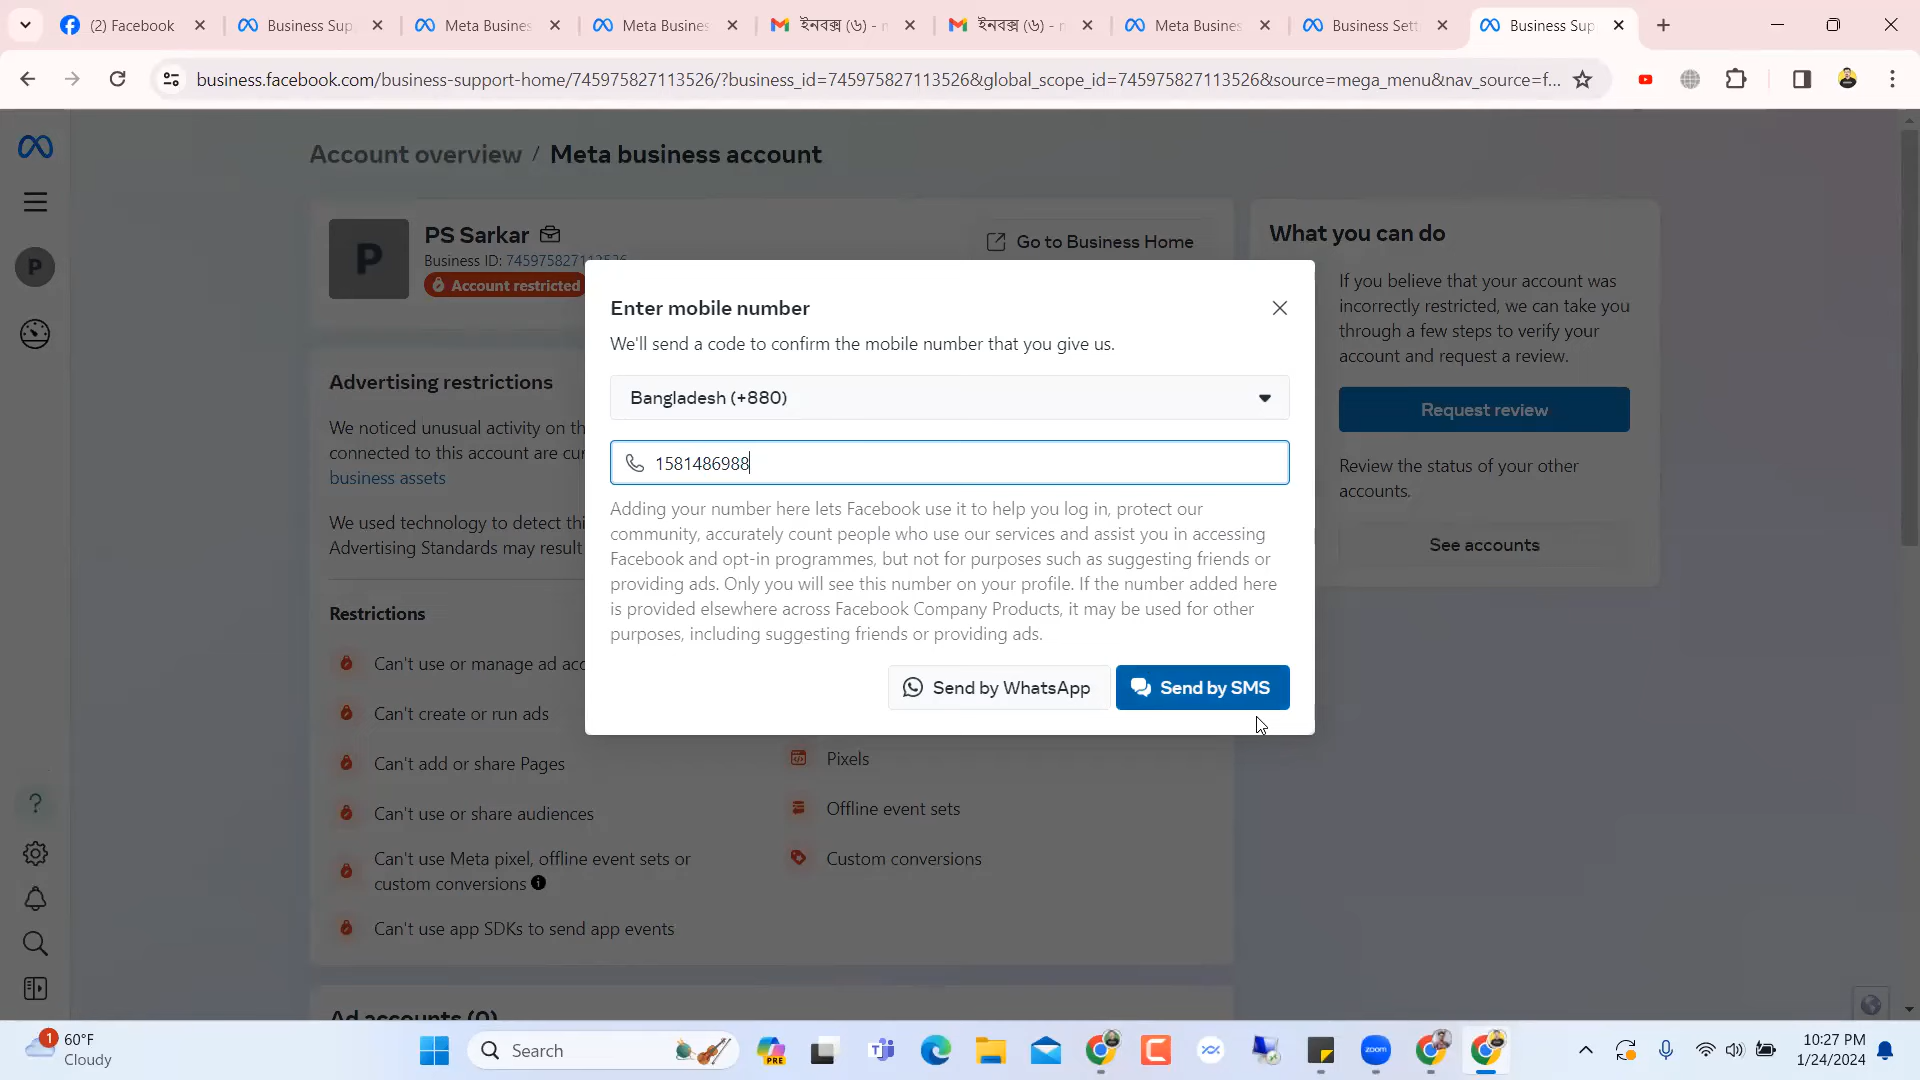 (2) Facebook
Business Sup
Meta Busines
Meta Busines
ইনবক্স (৬) -
ইনবক্স (৬) -
Meta Busines
Business Sett
Business Sup
business.facebook.com/business-support-home/745975827113526/?business_id=745975827113526&global_scope_id=745975827113526&source=mega_menu&nav_source=f...
Account overview / Meta business account
P
P
PS Sarkar
Business ID: 745975827113526
Account restricted
Go to Business Home
What you can do
If you believe that your account was
incorrectly restricted, we can take you
through a few steps to verify your
account and request a review.
Request review
Review the status of your other
accounts.
See accounts
Advertising restrictions
We noticed unusual activity on th
connected to this account are cu
business assets
We used technology to detect thi
Advertising Standards may result
Restrictions
Can't use or manage ad acc
Can't create or run ads
Can't add or share Pages
Can't use or share audiences
Can't use Meta pixel, offline event sets or
custom conversions
Can't use app SDKs to send app events
Pixels
Offline event sets
Custom conversions
Ad accounts (0)
Enter mobile number
We'll send a code to confirm the mobile number that you give us.
Bangladesh (+880)
1581486988
Adding your number here lets Facebook use it to help you log in, protect our
community, accurately count people who use our services and assist you in accessing
Facebook and opt-in programmes, but not for purposes such as suggesting friends or
providing ads. Only you will see this number on your profile. If the number added here
is provided elsewhere across Facebook Company Products, it may be used for other
purposes, including suggesting friends or providing ads.
Send by WhatsApp
Send by SMS
1
60°F
Cloudy
Search
PRE
zoom
10:27 PM
1/24/2024